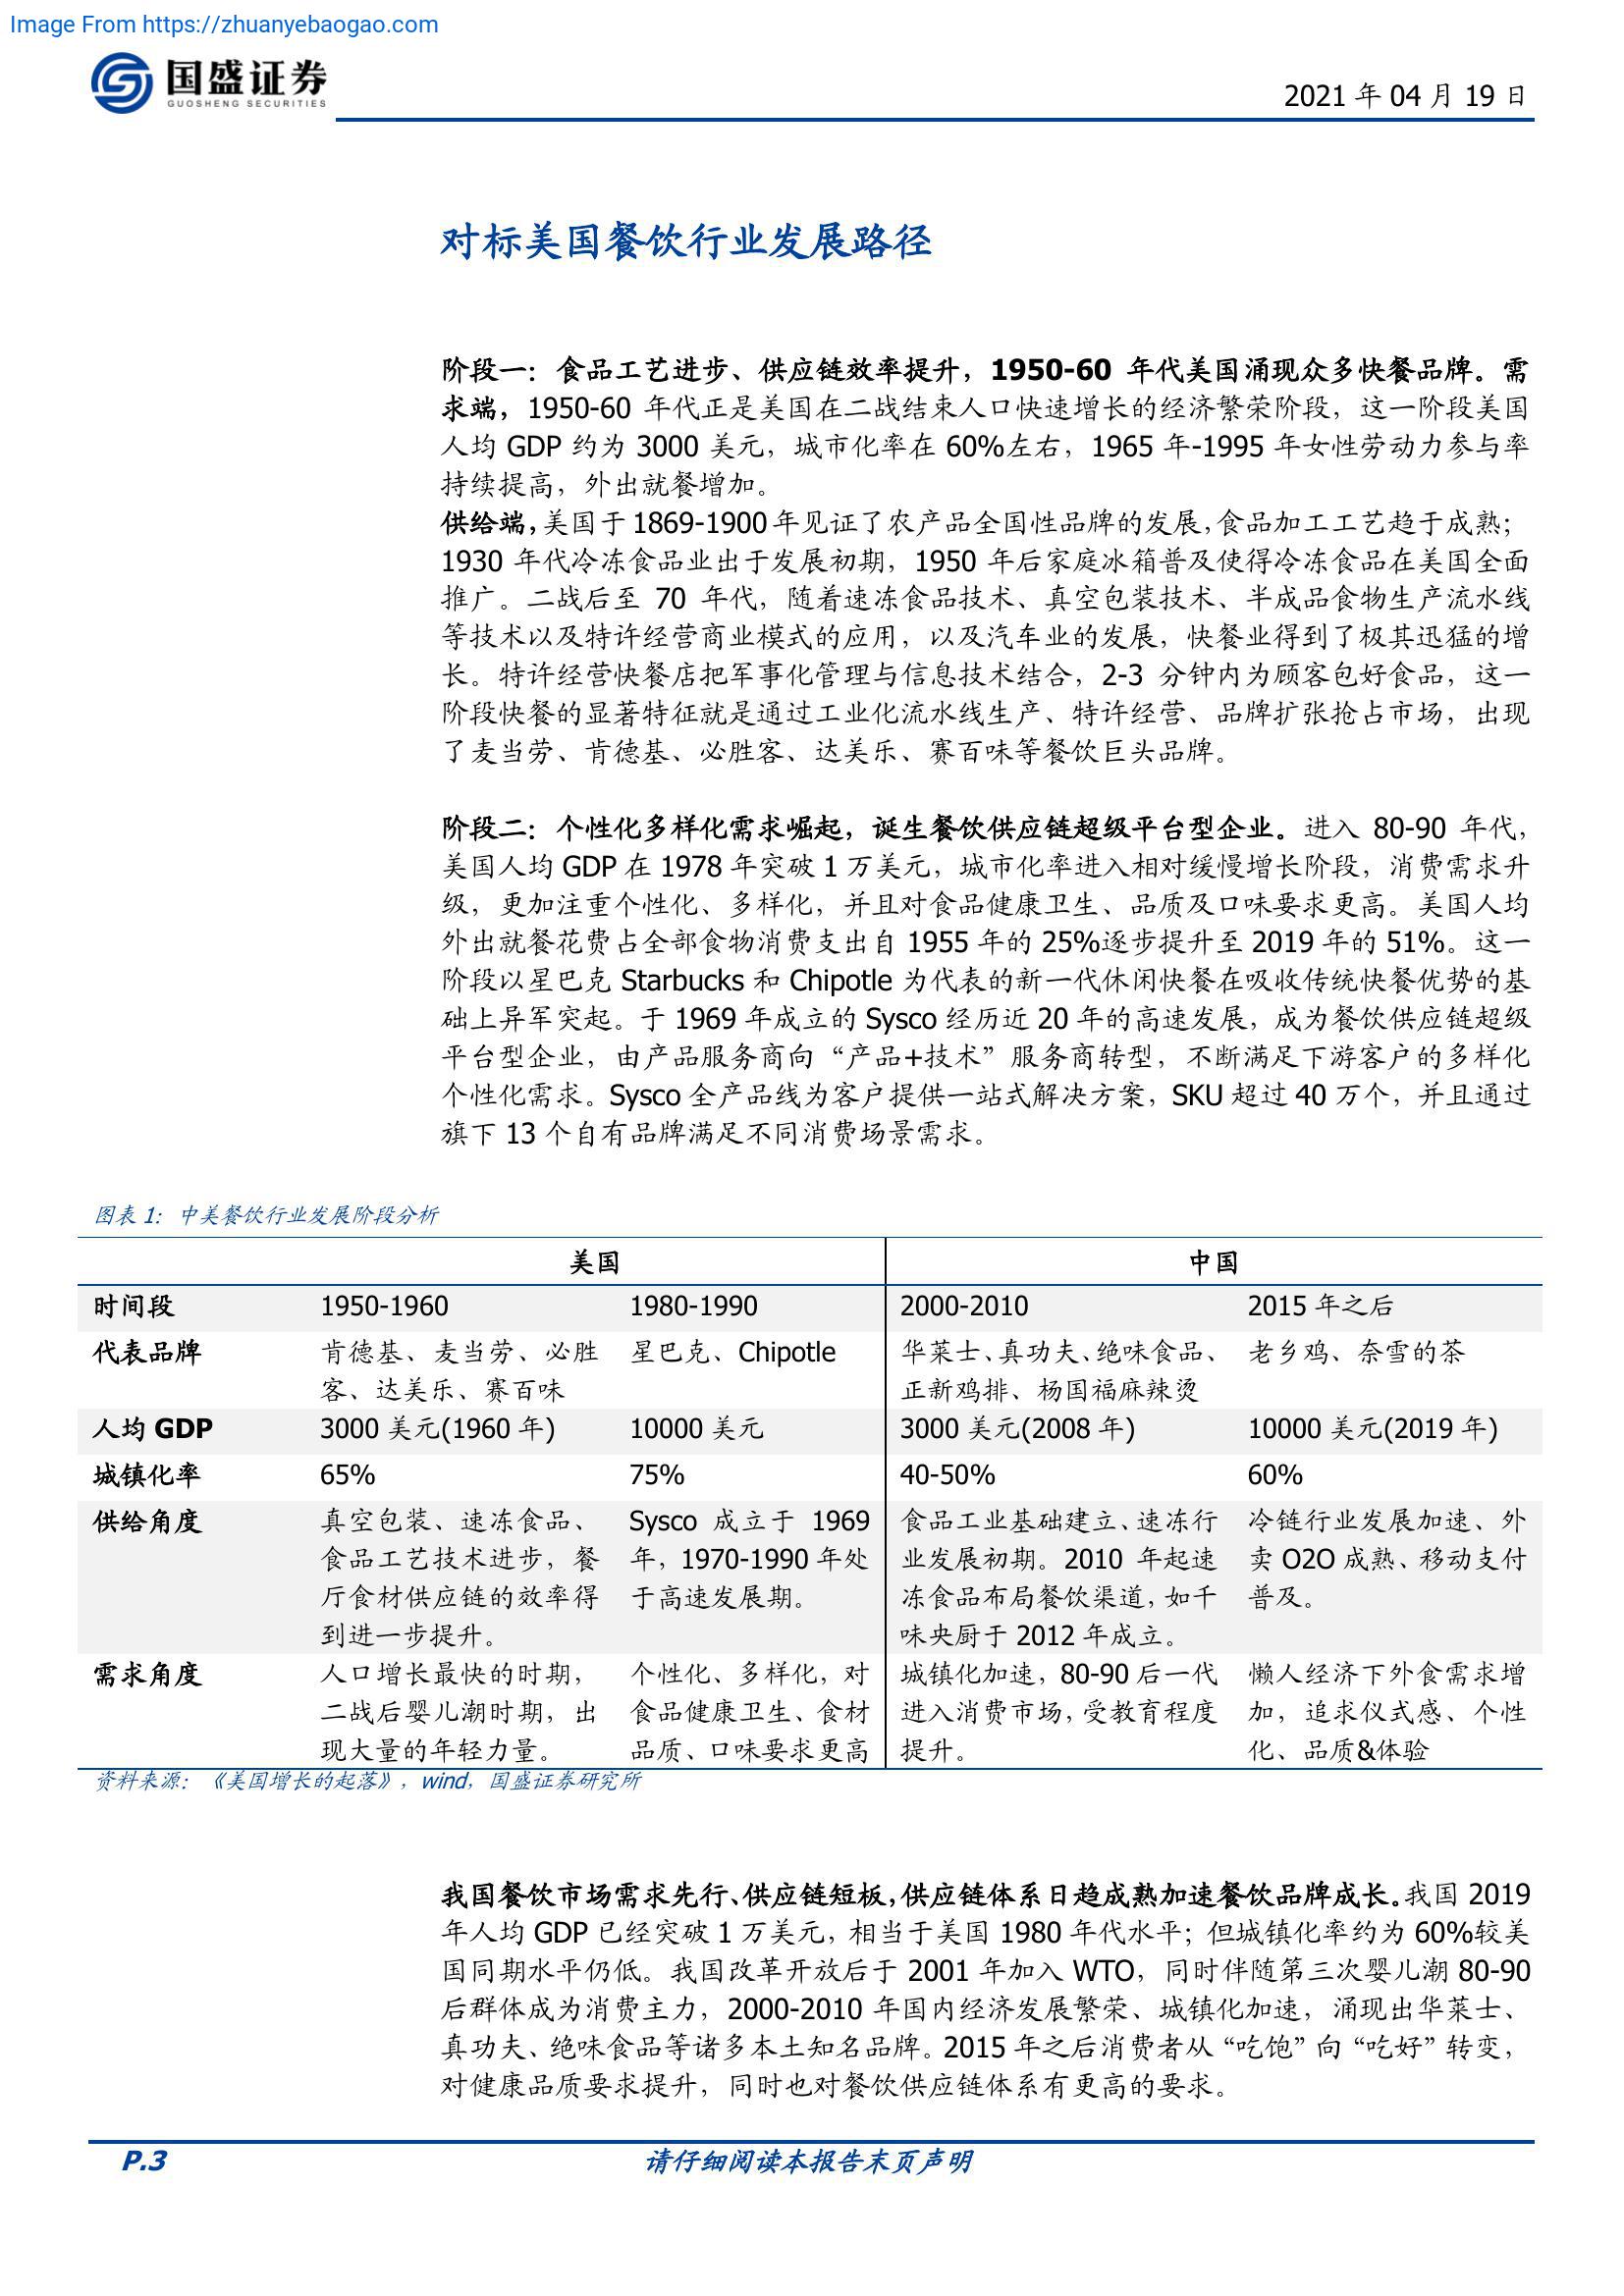 Image From https://zhuanyebaogao.com
国盛证券
GUOSHENG SECURITIES
2021 年 04 月 19 日
对标美国餐饮行业发展路径
阶段一：食品工艺进步、供应链效率提升，1950-60 年代美国涌现众多快餐品牌。需
求端，1950-60 年代正是美国在二战结束人口快速增长的经济繁荣阶段，这一阶段美国
人均 GDP 约为 3000 美元，城市化率在 60%左右，1965 年-1995 年女性劳动力参与率
持续提高，外出就餐增加。
供给端，美国于 1869-1900 年见证了农产品全国性品牌的发展，食品加工工艺趋于成熟；
1930 年代冷冻食品业出于发展初期，1950 年后家庭冰箱普及使得冷冻食品在美国全面
推广。二战后至 70 年代，随着速冻食品技术、真空包装技术、半成品食物生产流水线
等技术以及特许经营商业模式的应用，以及汽车业的发展，快餐业得到了极其迅猛的增
长。特许经营快餐店把军事化管理与信息技术结合，2-3 分钟内为顾客包好食品，这一
阶段快餐的显著特征就是通过工业化流水线生产、特许经营、品牌扩张抢占市场，出现
了麦当劳、肯德基、必胜客、达美乐、赛百味等餐饮巨头品牌。
阶段二：个性化多样化需求崛起，诞生餐饮供应链超级平台型企业。进入 80-90 年代，
美国人均 GDP 在 1978 年突破 1 万美元，城市化率进入相对缓慢增长阶段，消费需求升
级，更加注重个性化、多样化，并且对食品健康卫生、品质及口味要求更高。美国人均
外出就餐花费占全部食物消费支出自 1955 年的 25%逐步提升至 2019 年的 51%。这一
阶段以星巴克 Starbucks 和 Chipotle 为代表的新一代休闲快餐在吸收传统快餐优势的基
础上异军突起。于 1969 年成立的 Sysco 经历近 20 年的高速发展，成为餐饮供应链超级
平台型企业，由产品服务商向“产品+技术”服务商转型，不断满足下游客户的多样化
个性化需求。Sysco 全产品线为客户提供一站式解决方案，SKU 超过 40 万个，并且通过
旗下 13 个自有品牌满足不同消费场景需求。
图表 1：中美餐饮行业发展阶段分析
美国 中国
时间段 1950-1960 1980-1990 2000-2010 2015 年之后
代表品牌 肯德基、麦当劳、必胜 星巴克、Chipotle 华莱士、真功夫、绝味食品、 老乡鸡、奈雪的茶
客、达美乐、赛百味 正新鸡排、杨国福麻辣烫
人均 GDP 3000 美元(1960 年) 10000 美元 3000 美元(2008 年) 10000 美元(2019 年)
城镇化率 65% 75% 40-50% 60%
供给角度 真空包装、速冻食品、 Sysco 成立于 1969 食品工业基础建立、速冻行 冷链行业发展加速、外
食品工艺技术进步，餐 年，1970-1990 年处 业发展初期。2010 年起速 卖 O2O 成熟、移动支付
厅食材供应链的效率得 于高速发展期。 冻食品布局餐饮渠道，如千 普及。
到进一步提升。 味央厨于 2012 年成立。
需求角度 人口增长最快的时期， 个性化、多样化，对 城镇化加速，80-90 后一代 懒人经济下外食需求增
二战后婴儿潮时期，出 食品健康卫生、食材 进入消费市场，受教育程度 加，追求仪式感、个性
现大量的年轻力量。 品质、口味要求更高 提升。 化、品质&体验
资料来源：《美国增长的起落》，wind，国盛证券研究所
我国餐饮市场需求先行、供应链短板，供应链体系日趋成熟加速餐饮品牌成长。我国 2019
年人均 GDP 已经突破 1 万美元，相当于美国 1980 年代水平；但城镇化率约为 60%较美
国同期水平仍低。我国改革开放后于 2001 年加入 WTO，同时伴随第三次婴儿潮 80-90
后群体成为消费主力，2000-2010 年国内经济发展繁荣、城镇化加速，涌现出华莱士、
真功夫、绝味食品等诸多本土知名品牌。2015 年之后消费者从“吃饱”向“吃好”转变，
对健康品质要求提升，同时也对餐饮供应链体系有更高的要求。
P.3 请仔细阅读本报告末页声明